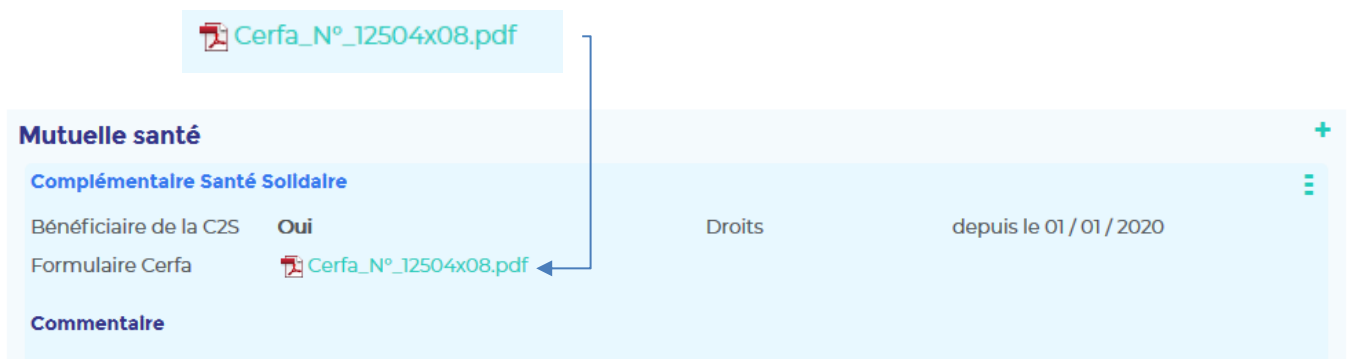 Cerfa_N°_12504x08.pdf
Mutuelle santé +
Complémentaire Santé Solidaire
Bénéficiaire de la C2S Oui Droits depuis le 01 / 01 / 2020
Formulaire Cerfa Cerfa_N°_12504x08.pdf
Commentaire